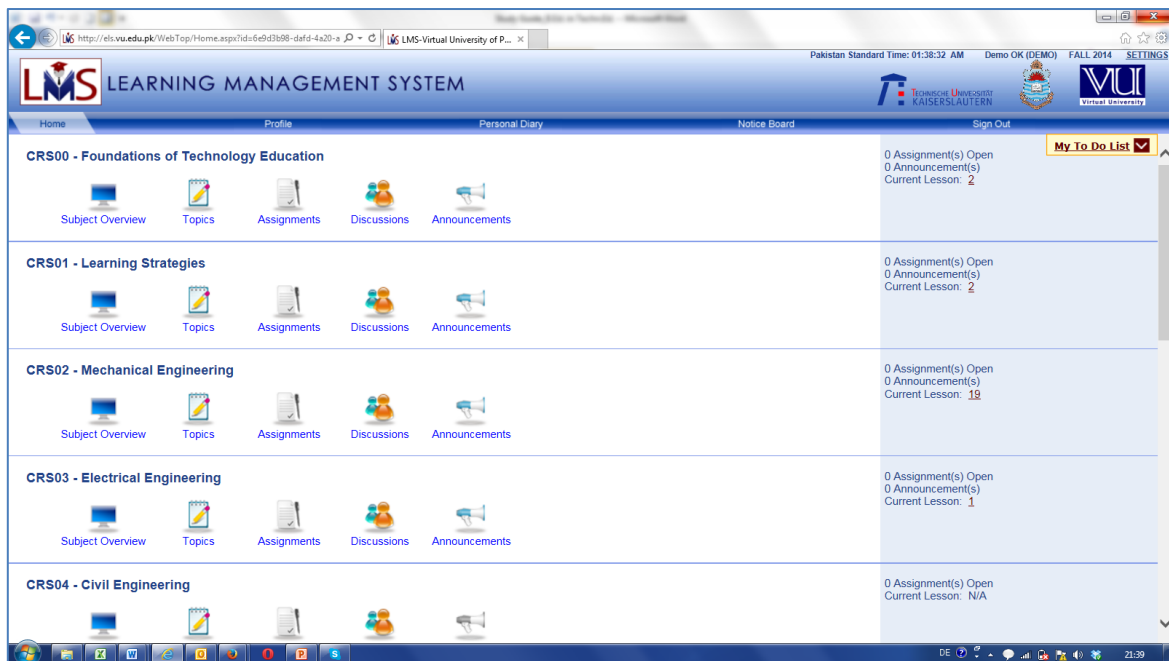 http://els.vu.edu.pk/WebTop/Home.aspx?id=6e9d3b98-dafd-4a20-a
LMS-Virtual University of P...
Pakistan Standard Time: 01:38:32 AM Demo OK (DEMO) FALL 2014 SETTINGS
LMS LEARNING MANAGEMENT SYSTEM
TECHNISCHE UNIVERSITÄT
KAISERSLAUTERN
VU
Virtual University
Home Profile Personal Diary Notice Board Sign Out
My To Do List
CRS00 - Foundations of Technology Education
0 Assignment(s) Open
0 Announcement(s)
Current Lesson: 2
Subject Overview Topics Assignments Discussions Announcements
CRS01 - Learning Strategies
0 Assignment(s) Open
0 Announcement(s)
Current Lesson: 2
Subject Overview Topics Assignments Discussions Announcements
CRS02 - Mechanical Engineering
0 Assignment(s) Open
0 Announcement(s)
Current Lesson: 19
Subject Overview Topics Assignments Discussions Announcements
CRS03 - Electrical Engineering
0 Assignment(s) Open
0 Announcement(s)
Current Lesson: 1
Subject Overview Topics Assignments Discussions Announcements
CRS04 - Civil Engineering
0 Assignment(s) Open
Current Lesson: N/A
DE 21:39